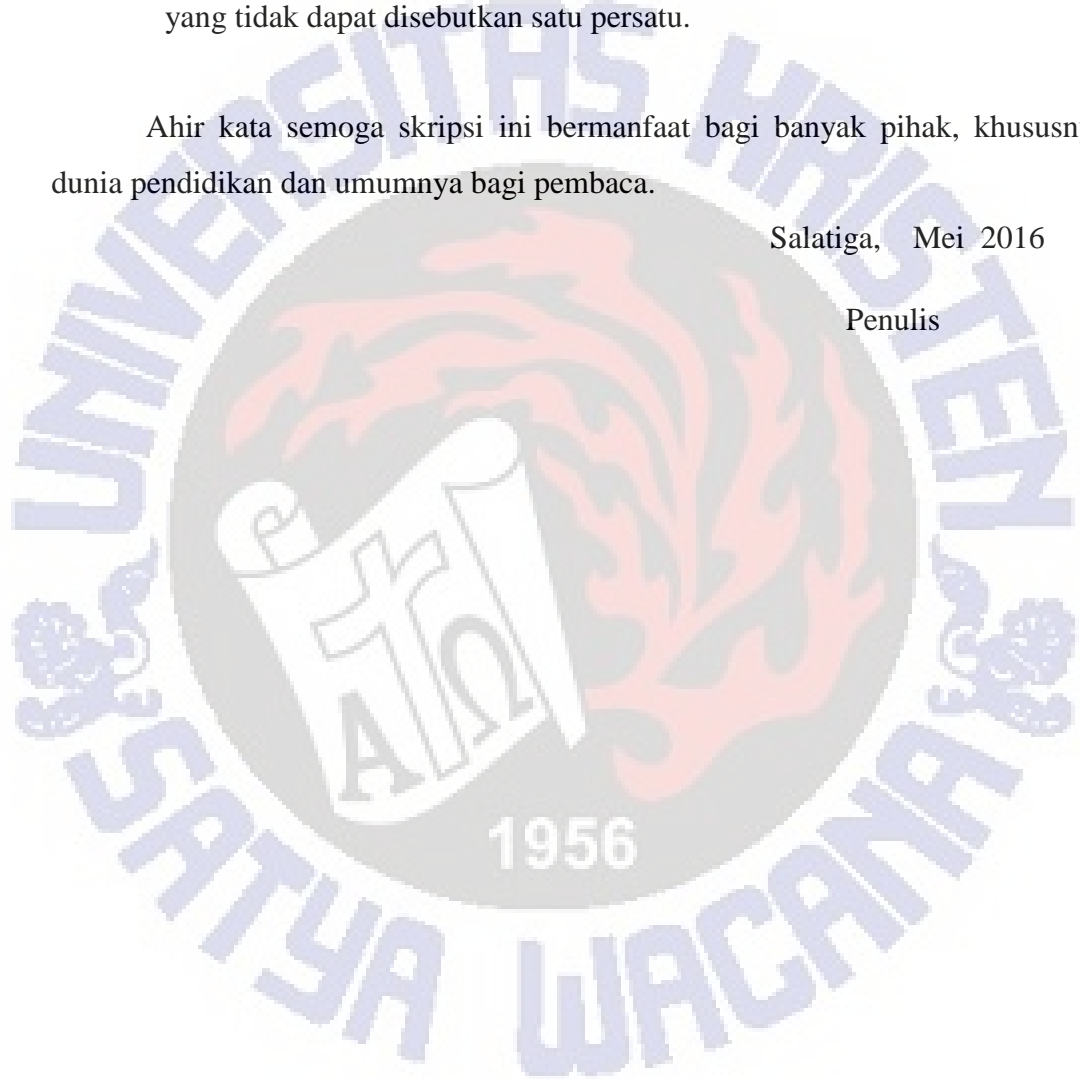 yang tidak dapat disebutkan satu persatu.
Ahir kata semoga skripsi ini bermanfaat bagi banyak pihak, khususn
dunia pendidikan dan umumnya bagi pembaca.
Salatiga, Mei 2016
Penulis
UNIVERSITAS KRISTEN
SATYA WACANA
Α Ω
1956